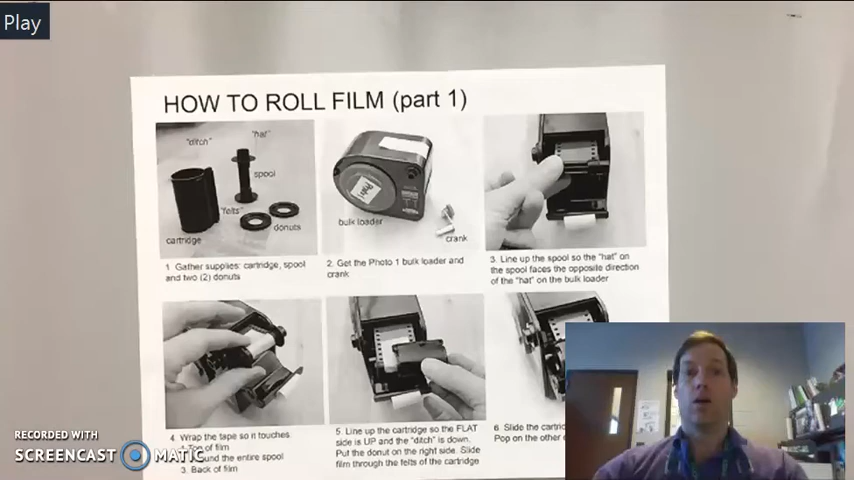 Play
HOW TO ROLL FILM (part 1)
"ditch"
"hat"
spool
"felts"
cartridge
donuts
bulk loader
crank
1 Gather supplies: cartridge, spool
and two (2) donuts
2. Get the Photo 1 bulk loader and
crank
3. Line up the spool so the "hat" on
the spool faces the opposite direction
of the "hat" on the bulk loader
4. Wrap the tape so it touches
Top of film
the entire spool
3. Back of film
5. Line up the cartridge so the FLAT
side is UP and the "ditch" is down.
Put the donut on the right side. Slide
film through the felts of the cartridge
6. Slide the
Pop on the other
RECORDED WITH
SCREENCAST MATIC